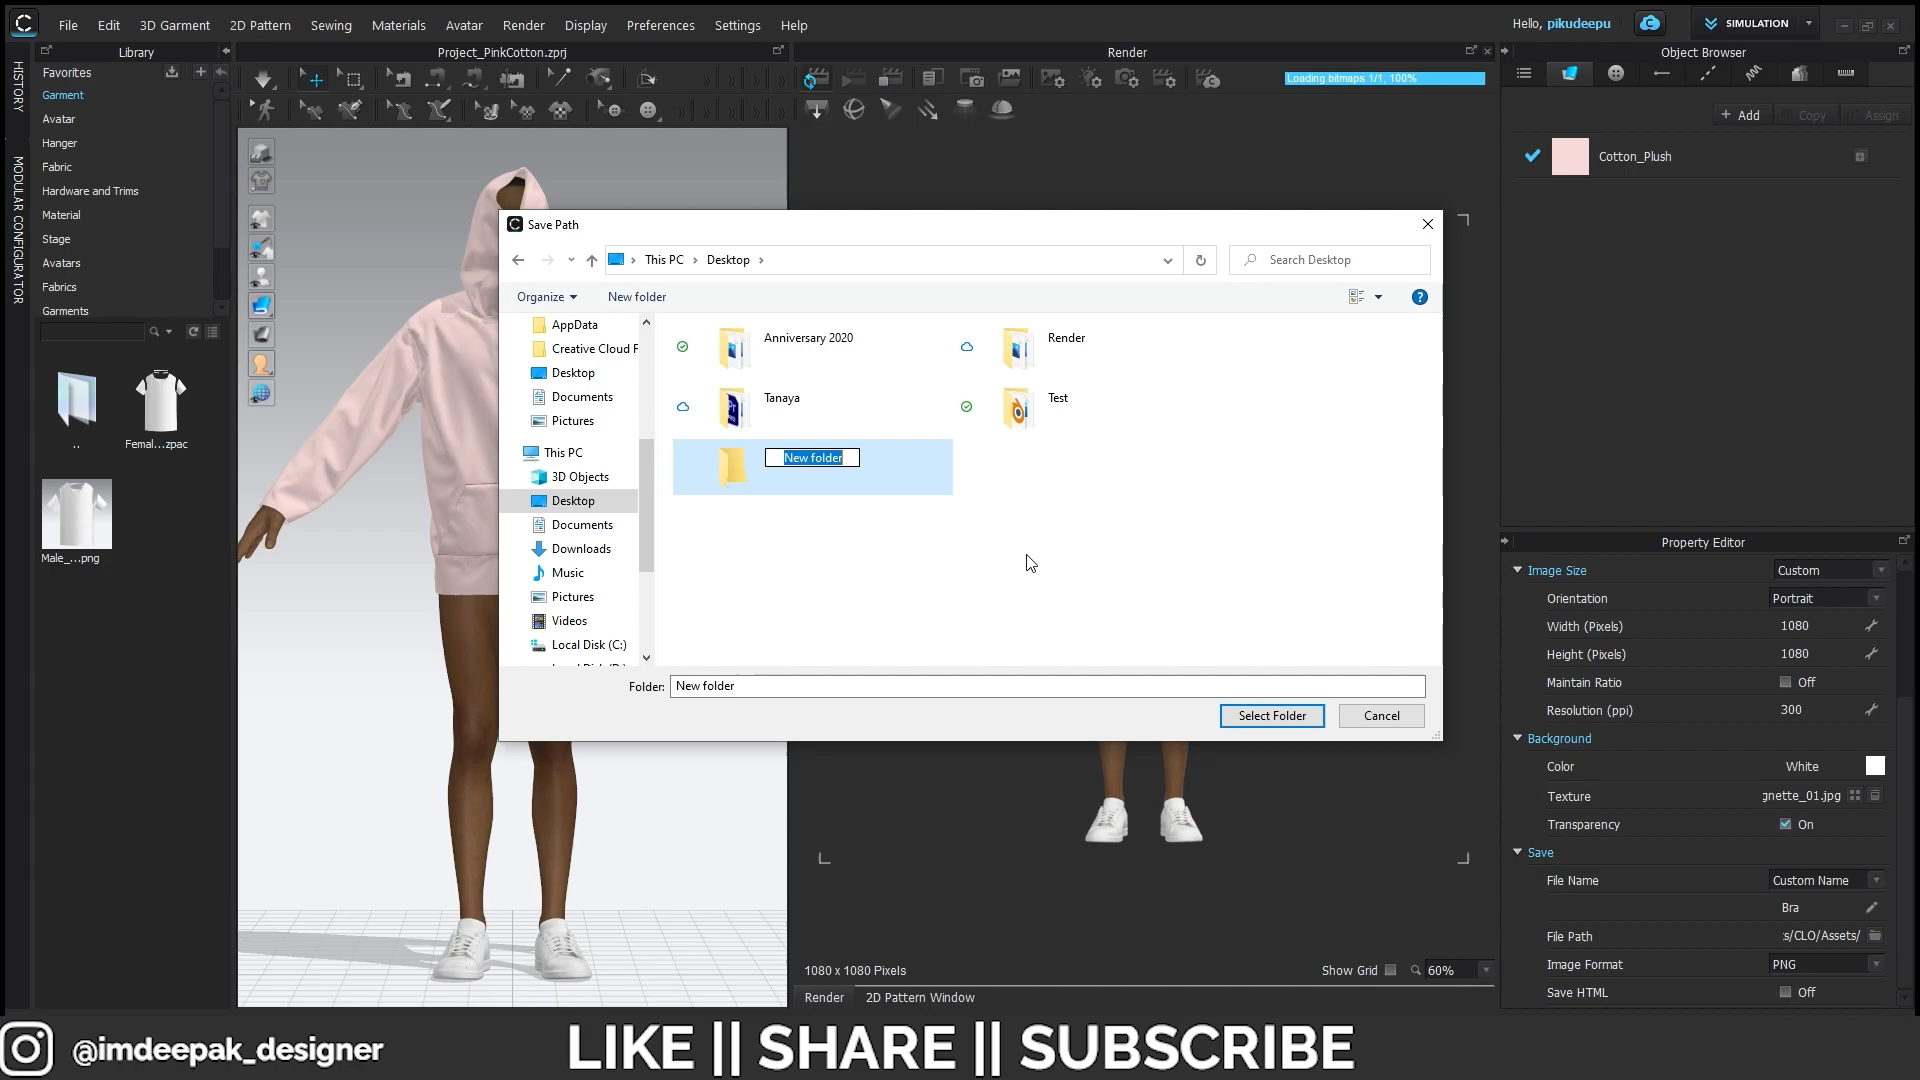 File Edit 3D Garment 2D Pattern Sewing Materials Avatar Render Display Preferences Settings Help
Hello, pikudeepu
SIMULATION
HISTORY
MODULAR CONFIGURATOR
Library
Favorites
Garment
Avatar
Hanger
Fabric
Hardware and Trims
Material
Stage
Avatars
Fabrics
Garments
..
Femal...zpac
Male_...png
Project_PinkCotton.zprj
Render
Loading bitmaps 1/1, 100%
Save Path
This PC › Desktop ›
Search Desktop
Organize New folder
AppData
Creative Cloud F
Desktop
Documents
Pictures
This PC
3D Objects
Desktop
Documents
Downloads
Music
Pictures
Videos
Local Disk (C:)
Anniversary 2020
Render
Tanaya
Test
New folder
Folder: New folder
Select Folder Cancel
1080 x 1080 Pixels
Show Grid 60%
Render 2D Pattern Window
Object Browser
+ Add Copy Assign
Cotton_Plush
Property Editor
Image Size Custom
Orientation Portrait
Width (Pixels) 1080
Height (Pixels) 1080
Maintain Ratio Off
Resolution (ppi) 300
Background
Color White
Texture gnette_01.jpg
Transparency On
Save
File Name Custom Name
Bra
File Path s/CLO/Assets/
Image Format PNG
Save HTML Off
@imdeepak_designer
LIKE || SHARE || SUBSCRIBE